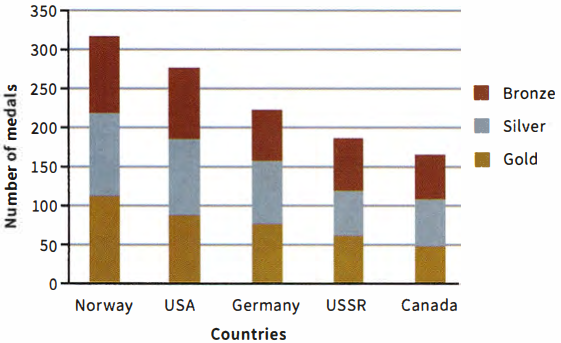 Number of medals
350
300
250
200
150
100
50
0
Norway USA Germany USSR Canada
Countries
Bronze
Silver
Gold